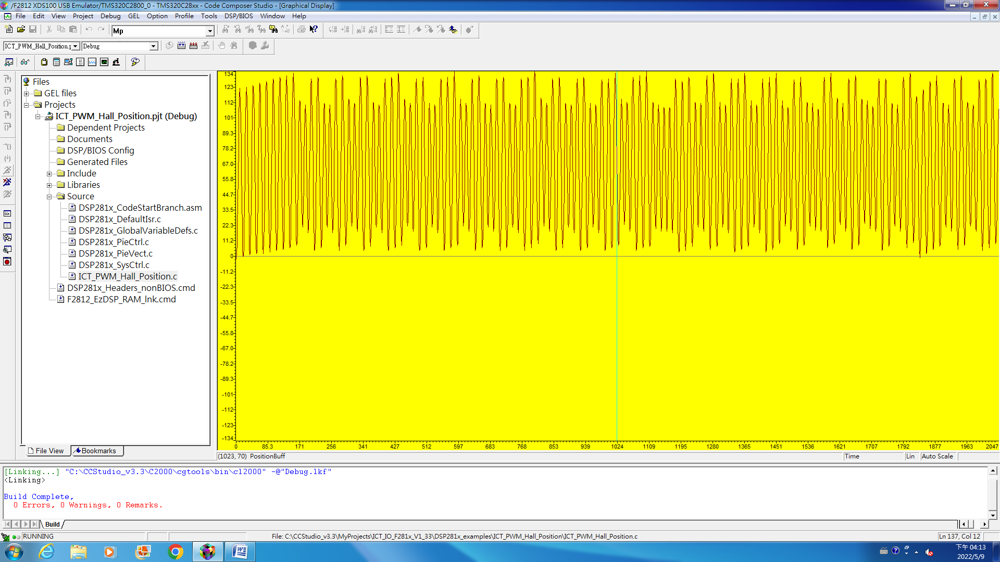 /F2812 XDS100 USB Emulator/TMS320C2800_0 - TMS320C28xx - Code Composer Studio - [Graphical Display]
File Edit View Project Debug GEL Option Profile Tools DSP/BIOS Window Help
Mp
ICT_PWM_Hall_Position.p Debug
Files
GEL files
Projects
ICT_PWM_Hall_Position.pjt (Debug)
Dependent Projects
Documents
DSP/BIOS Config
Generated Files
Include
Libraries
Source
DSP281x_CodeStartBranch.asm
DSP281x_DefaultIsr.c
DSP281x_GlobalVariableDefs.c
DSP281x_PieCtrl.c
DSP281x_PieVect.c
DSP281x_SysCtrl.c
ICT_PWM_Hall_Position.c
DSP281x_Headers_nonBIOS.cmd
F2812_EzDSP_RAM_lnk.cmd
File View Bookmarks
134
123
112
101
89.3
78.2
67.0
55.8
44.7
33.5
22.3
11.2
0
-11.2
-22.3
-33.5
-44.7
-55.8
-67.0
-78.2
-89.3
-101
-112
-123
-134
0 85.3 171 256 341 427 512 597 683 768 853 939 1024 1109 1195 1280 1365 1451 1536 1621 1707 1792 1877 1963 2047
(1023, 70) PositionBuff Time Lin Auto Scale
[Linking...] "C:\CCStudio_v3.3\C2000\cgtools\bin\cl2000" -@"Debug.lkf"
<Linking>
Build Complete,
0 Errors, 0 Warnings, 0 Remarks.
Build
RUNNING File: C:\CCStudio_v3.3\MyProjects\ICT_IO_F281x_V1_33\DSP281x_examples\ICT_PWM_Hall_Position\ICT_PWM_Hall_Position.c Ln 137, Col 12
下午 04:13
2022/5/9